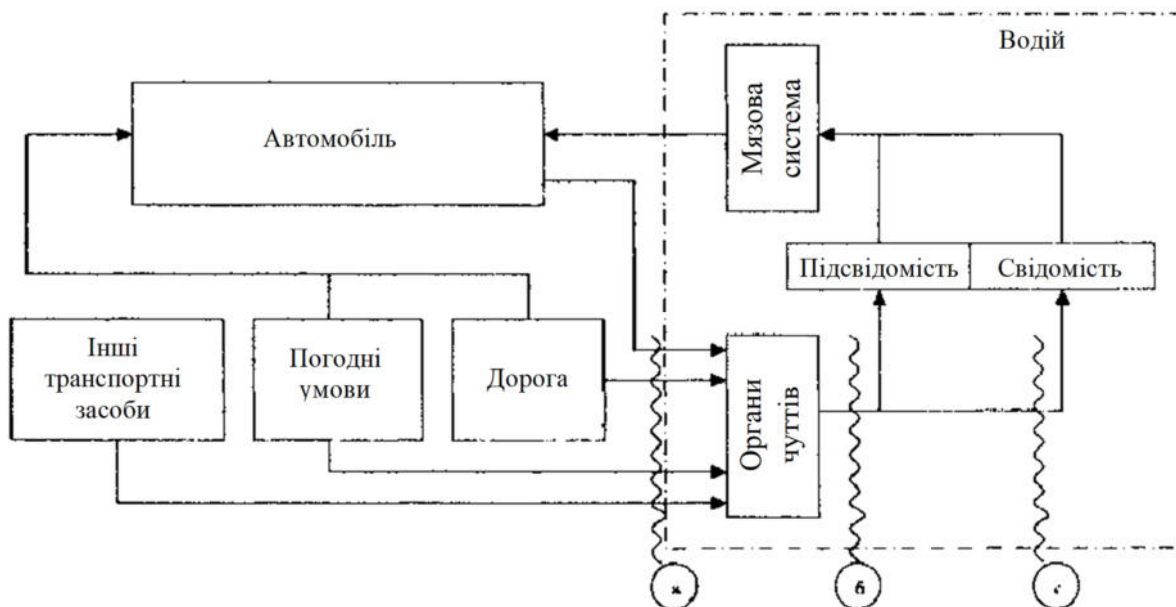 Водій
Мязова
система
Автомобіль
Підсвідомість
Свідомість
Інші
транспортні
засоби
Погодні
умови
Дорога
Органи
чуттів
б